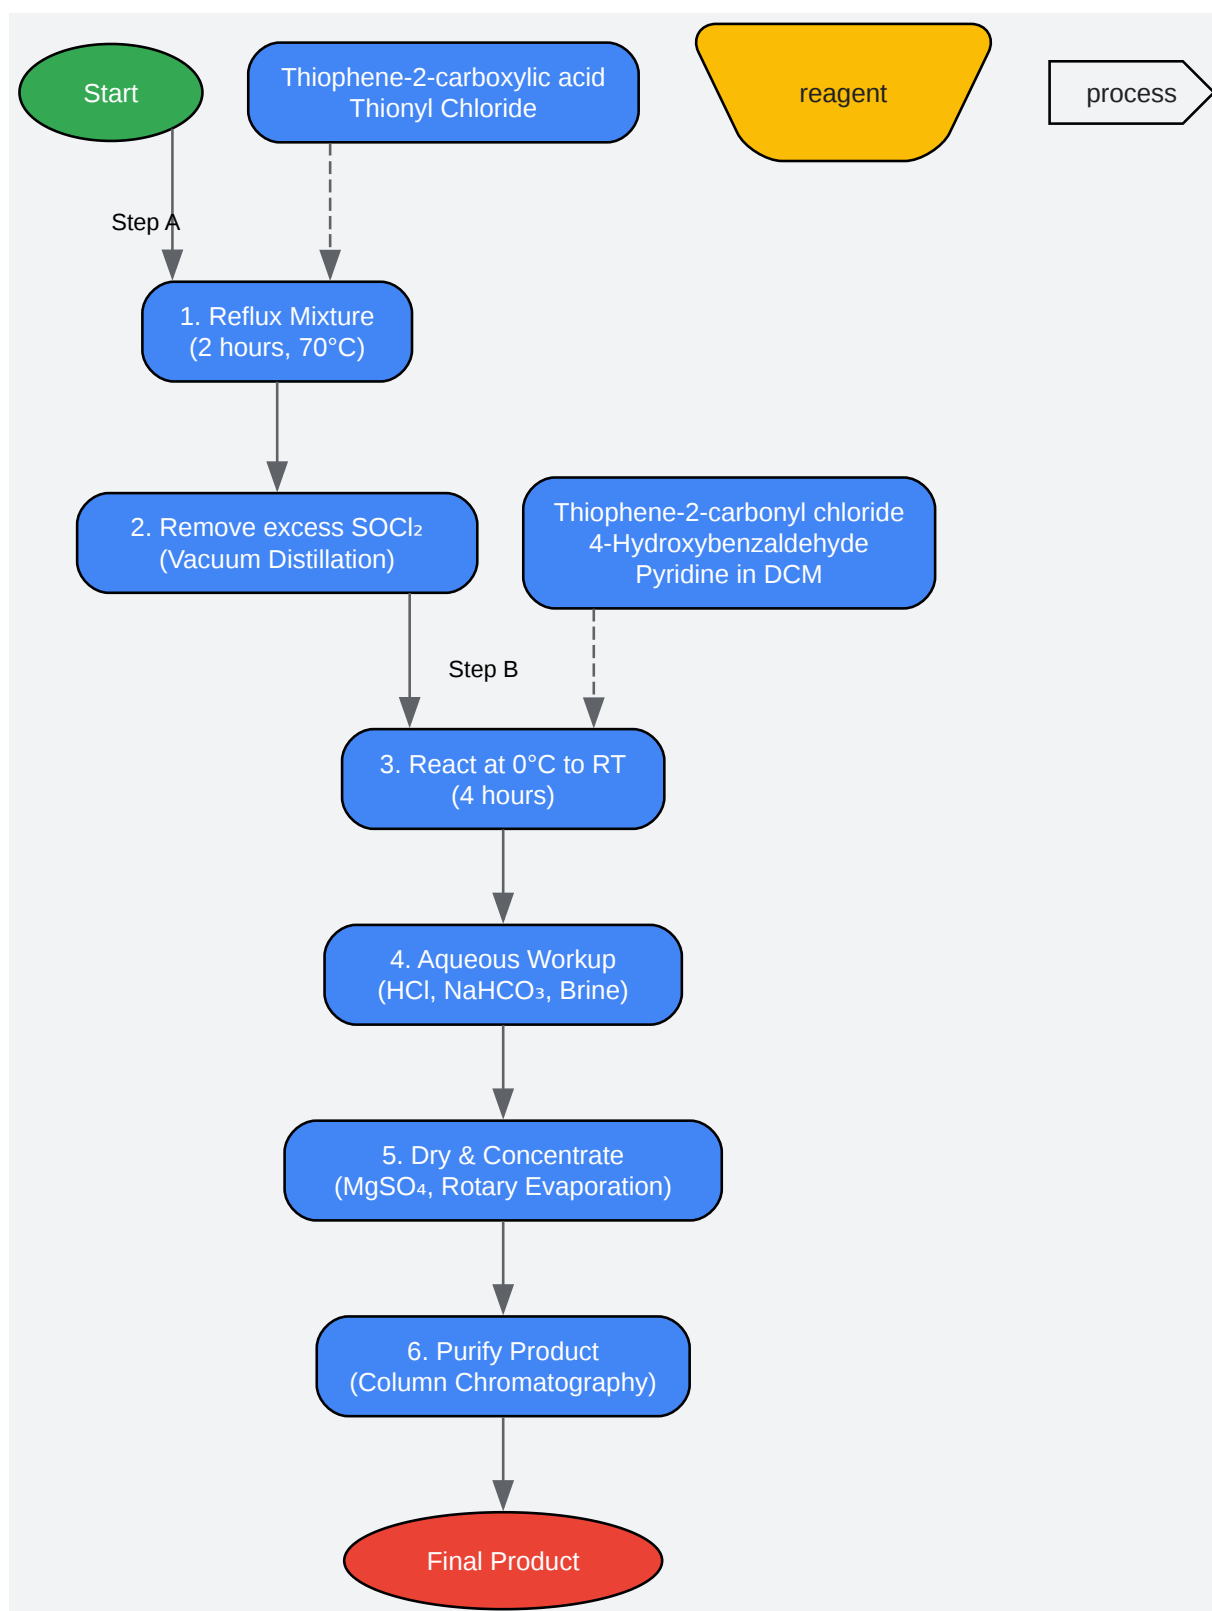 Start
Thiophene-2-carboxylic acid
Thionyl Chloride
reagent
process
Step A
1. Reflux Mixture
(2 hours, 70°C)
2. Remove excess SOCl₂
(Vacuum Distillation)
Thiophene-2-carbonyl chloride
4-Hydroxybenzaldehyde
Pyridine in DCM
Step B
3. React at 0°C to RT
(4 hours)
4. Aqueous Workup
(HCl, NaHCO₃, Brine)
5. Dry & Concentrate
(MgSO₄, Rotary Evaporation)
6. Purify Product
(Column Chromatography)
Final Product